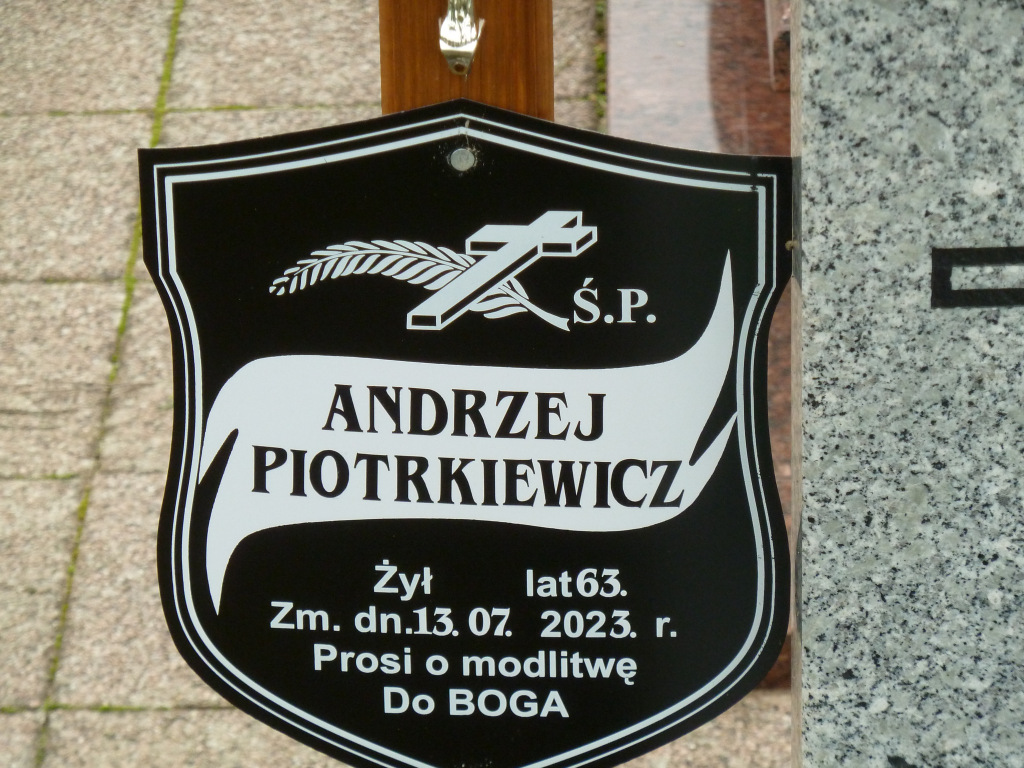 Ś.P.
ANDRZEJ
PIOTRKIEWICZ
Żył lat 63.
Zm. dn. 13. 07. 2023. r.
Prosi o modlitwę
Do BOGA